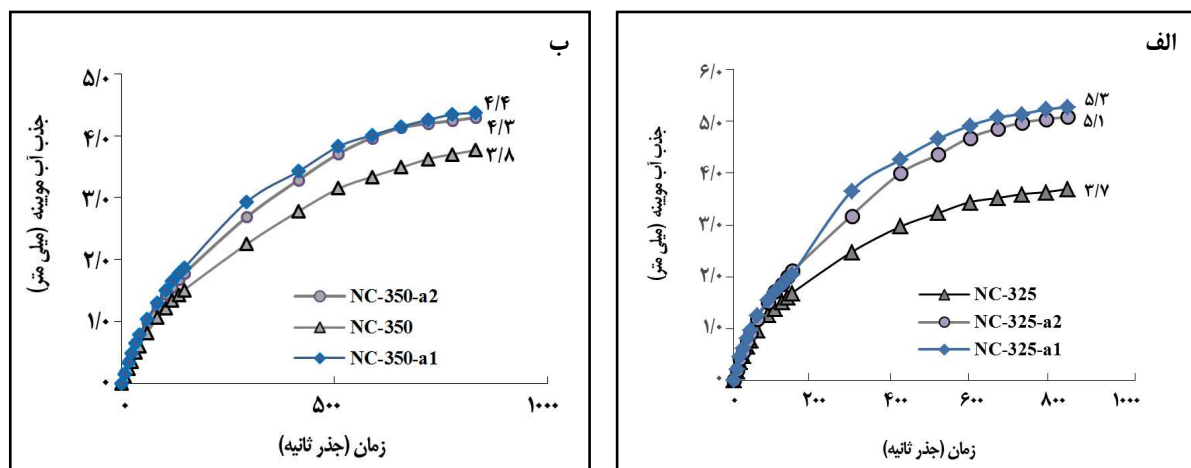 الف
۶/۰
۵/۰
۴/۰
۳/۰
۲/۰
۱/۰
۰
جذب آب مویینه (میلی متر)
۵/۳
۵/۱
۳/۷
NC-325
NC-325-a2
NC-325-a1
۰ ۲۰۰ ۴۰۰ ۶۰۰ ۸۰۰ ۱۰۰۰
زمان (جذر ثانیه)
ب
۵/۰
۴/۰
۳/۰
۲/۰
۱/۰
۰
جذب آب مویینه (میلی متر)
۴/۴
۴/۳
۳/۸
NC-350-a2
NC-350
NC-350-a1
۰ ۵۰۰ ۱۰۰۰
زمان (جذر ثانیه)